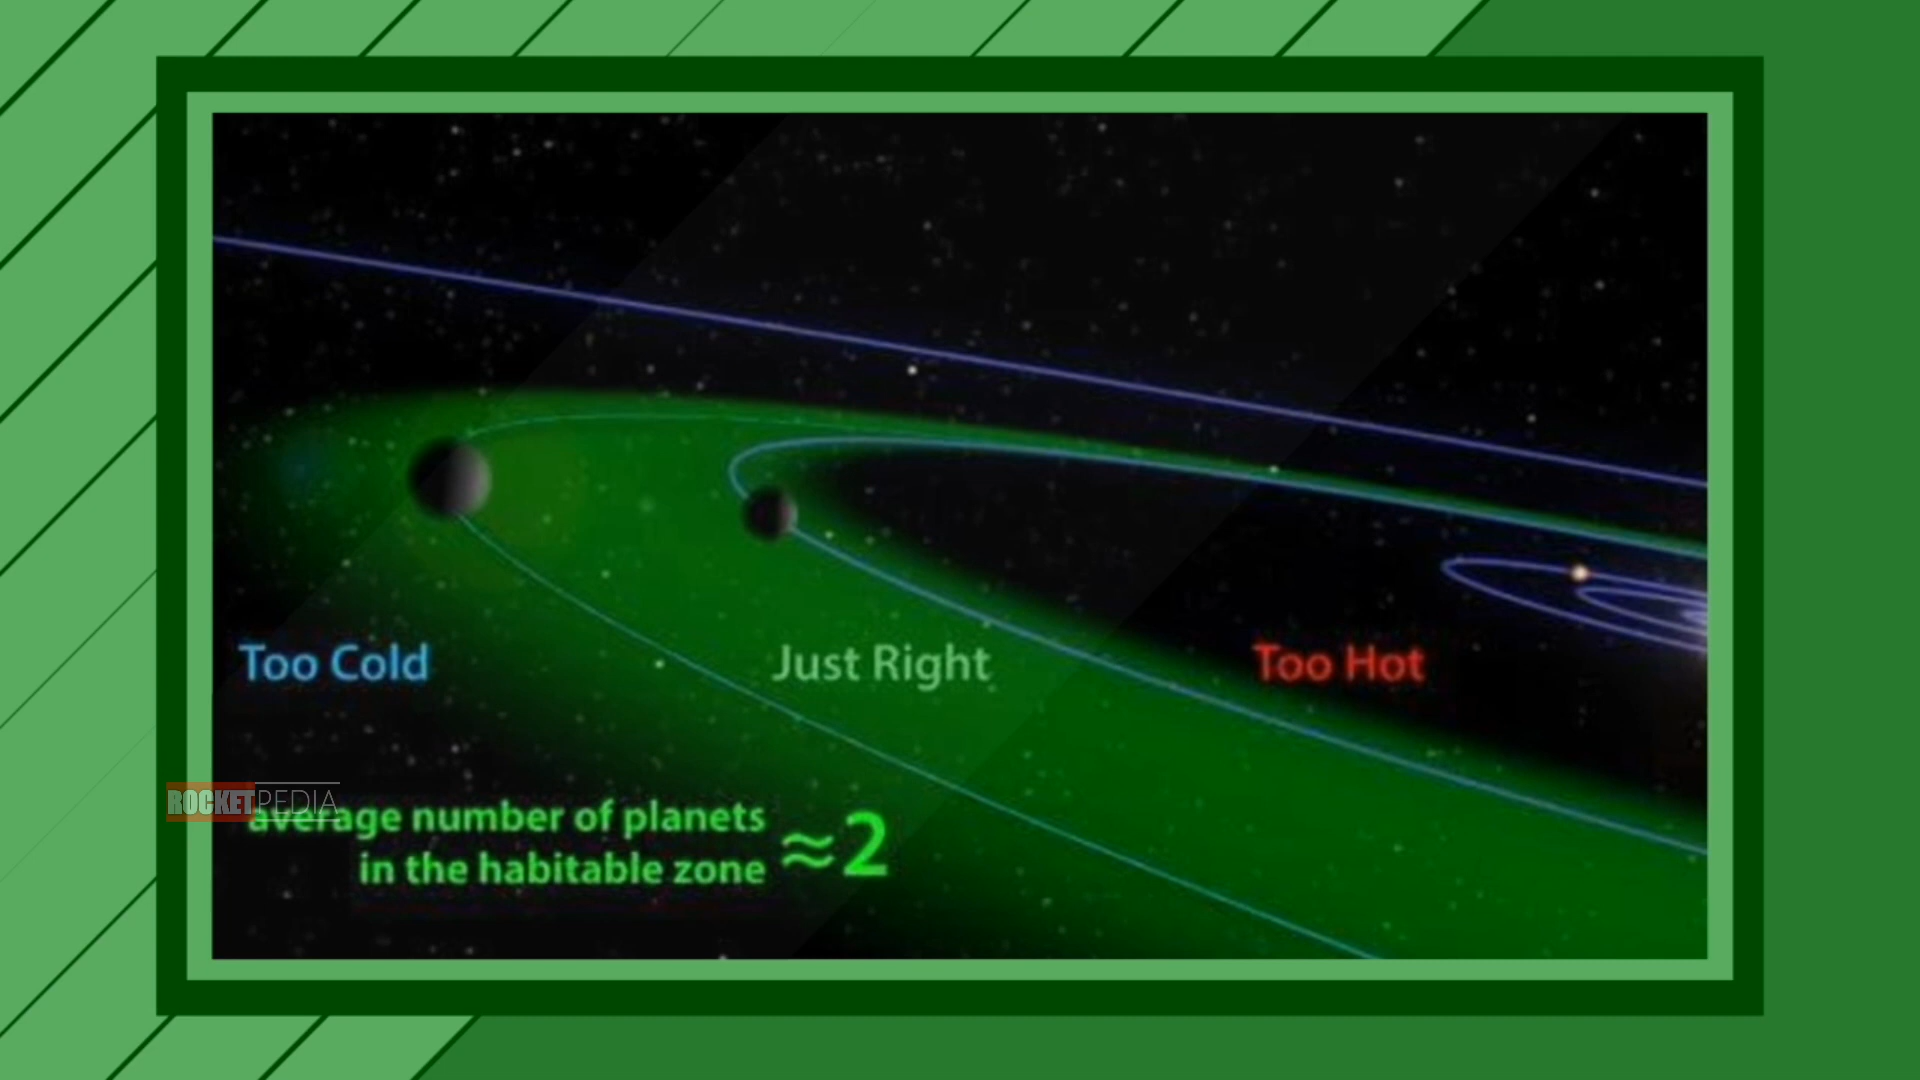 Too Cold
Just Right
Too Hot
ROCKETPEDIA
average number of planets
in the habitable zone
≈2